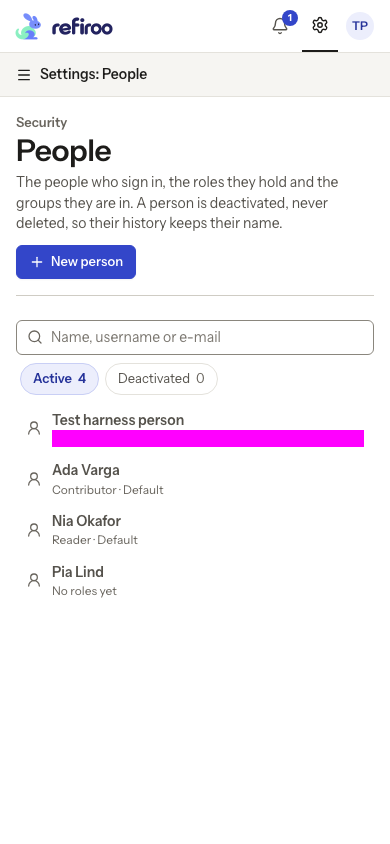 refiroo
1
TP
Settings: People
Security
People
The people who sign in, the roles they hold and the
groups they are in. A person is deactivated, never
deleted, so their history keeps their name.
New person
Name, username or e-mail
Active 4
Deactivated 0
Test harness person
Ada Varga
Contributor · Default
Nia Okafor
Reader · Default
Pia Lind
No roles yet